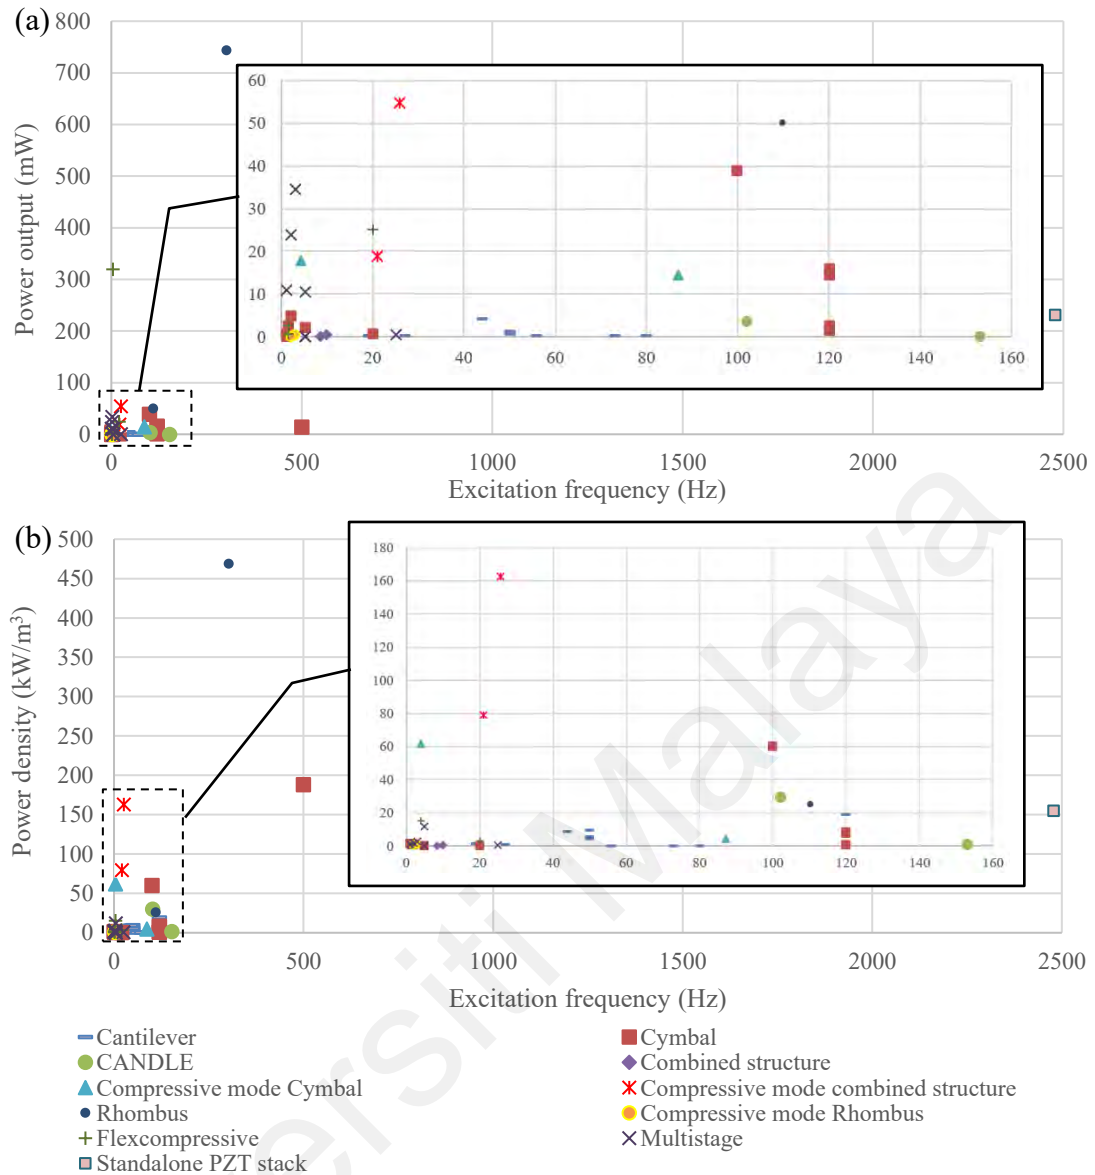 (a)
800
700
600
500
400
300
200
100
0
Power output (mW)
60
50
40
30
20
10
0
0 20 40 60 80 100 120 140 160
0 500 1000 1500 2000 2500
Excitation frequency (Hz)
(b)
500
450
400
350
300
250
200
150
100
50
0
Power density (kW/m³)
180
160
140
120
100
80
60
40
20
0
0 20 40 60 80 100 120 140 160
0 500 1000 1500 2000 2500
Excitation frequency (Hz)
Cantilever Cymbal
CANDLE Combined structure
Compressive mode Cymbal Compressive mode combined structure
Rhombus Compressive mode Rhombus
Flexcompressive Multistage
Standalone PZT stack
ersiti Malaya